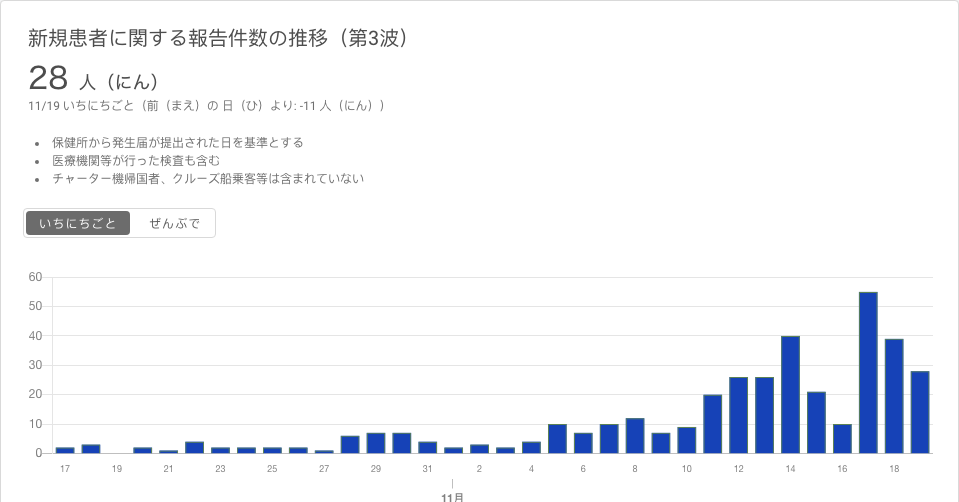 新規患者に関する報告件数の推移（第3波）
28 人（にん）
11/19 いちにちごと（前（まえ）の 日（ひ）より: -11 人（にん））
• 保健所から発生届が提出された日を基準とする
• 医療機関等が行った検査も含む
• チャーター機帰国者、クルーズ船乗客等は含まれていない
いちにちごと ぜんぶで
60
50
40
30
20
10
0
17 19 21 23 25 27 29 31 2 4 6 8 10 12 14 16 18
11月